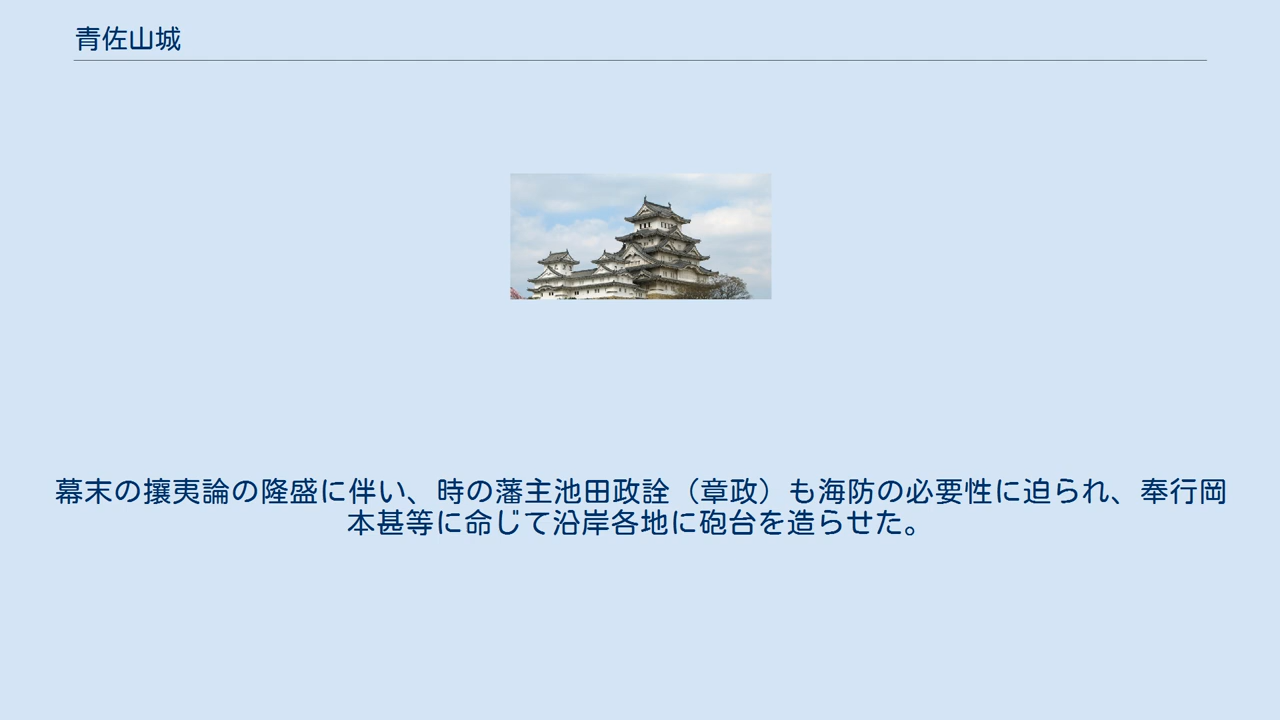 青佐山城
幕末の攘夷論の隆盛に伴い、時の藩主池田政詮（章政）も海防の必要性に迫られ、奉行岡
本甚等に命じて沿岸各地に砲台を造らせた。